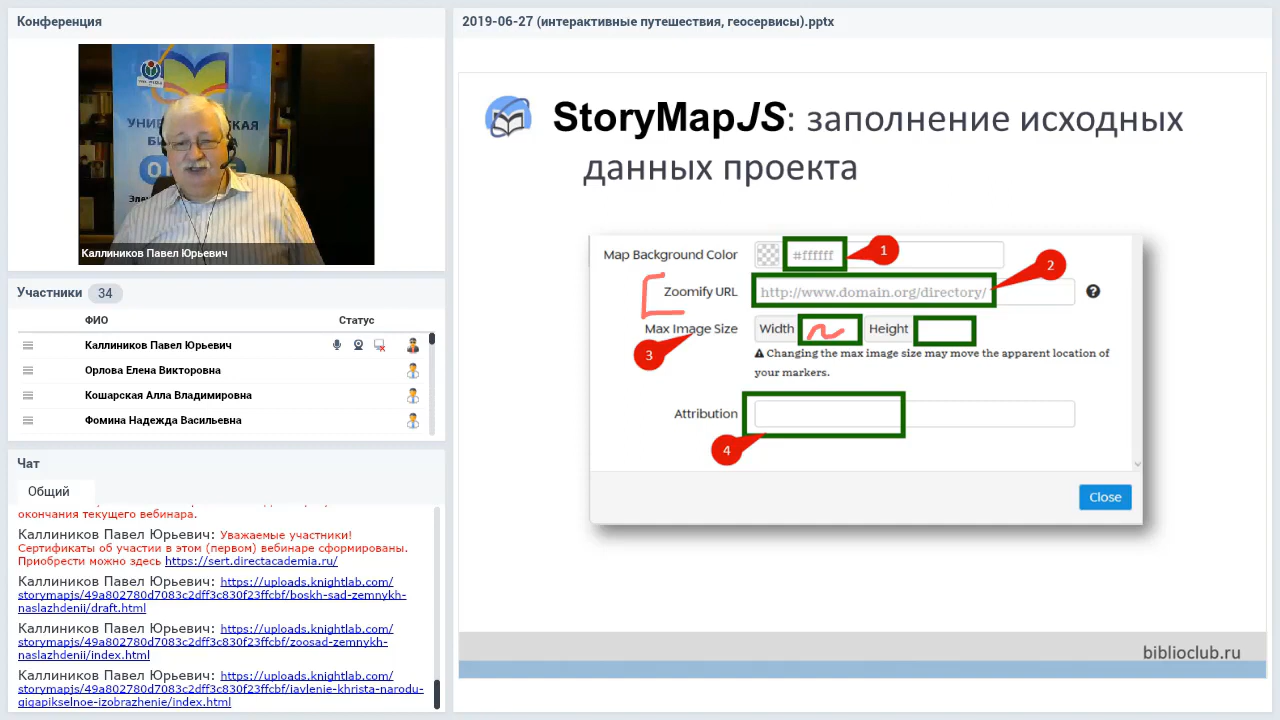 Конференция
УНИВ
СКАЯ
Каллиников Павел Юрьевич
Участники 34
ФИО Статус
Каллиников Павел Юрьевич
Орлова Елена Викторовна
Кошарская Алла Владимировна
Фомина Надежда Васильевна
Чат
Общий
окончания текущего вебинара.
Каллиников Павел Юрьевич: Уважаемые участники!
Сертификаты об участии в этом (первом) вебинаре сформированы.
Приобрести можно здесь https://sert.directacademia.ru/
Каллиников Павел Юрьевич: https://uploads.knightlab.com/
storymapjs/49a802780d7083c2dff3c830f23ffcbf/boskh-sad-zemnykh-
naslazhdenii/draft.html
Каллиников Павел Юрьевич: https://uploads.knightlab.com/
storymapjs/49a802780d7083c2dff3c830f23ffcbf/zoosad-zemnykh-
naslazhdenii/index.html
Каллиников Павел Юрьевич: https://uploads.knightlab.com/
storymapjs/49a802780d7083c2dff3c830f23ffcbf/iavlenie-khrista-narodu-
gigapikselnoe-izobrazhenie/index.html
2019-06-27 (интерактивные путешествия, геосервисы).pptx
StoryMapJS: заполнение исходных
данных проекта
Map Background Color #ffffff 1
Zoomify URL http://www.domain.org/directory/ ? 2
Max Image Size Width Height
3
Changing the max image size may move the apparent location of
your markers.
Attribution
4
Close
biblioclub.ru